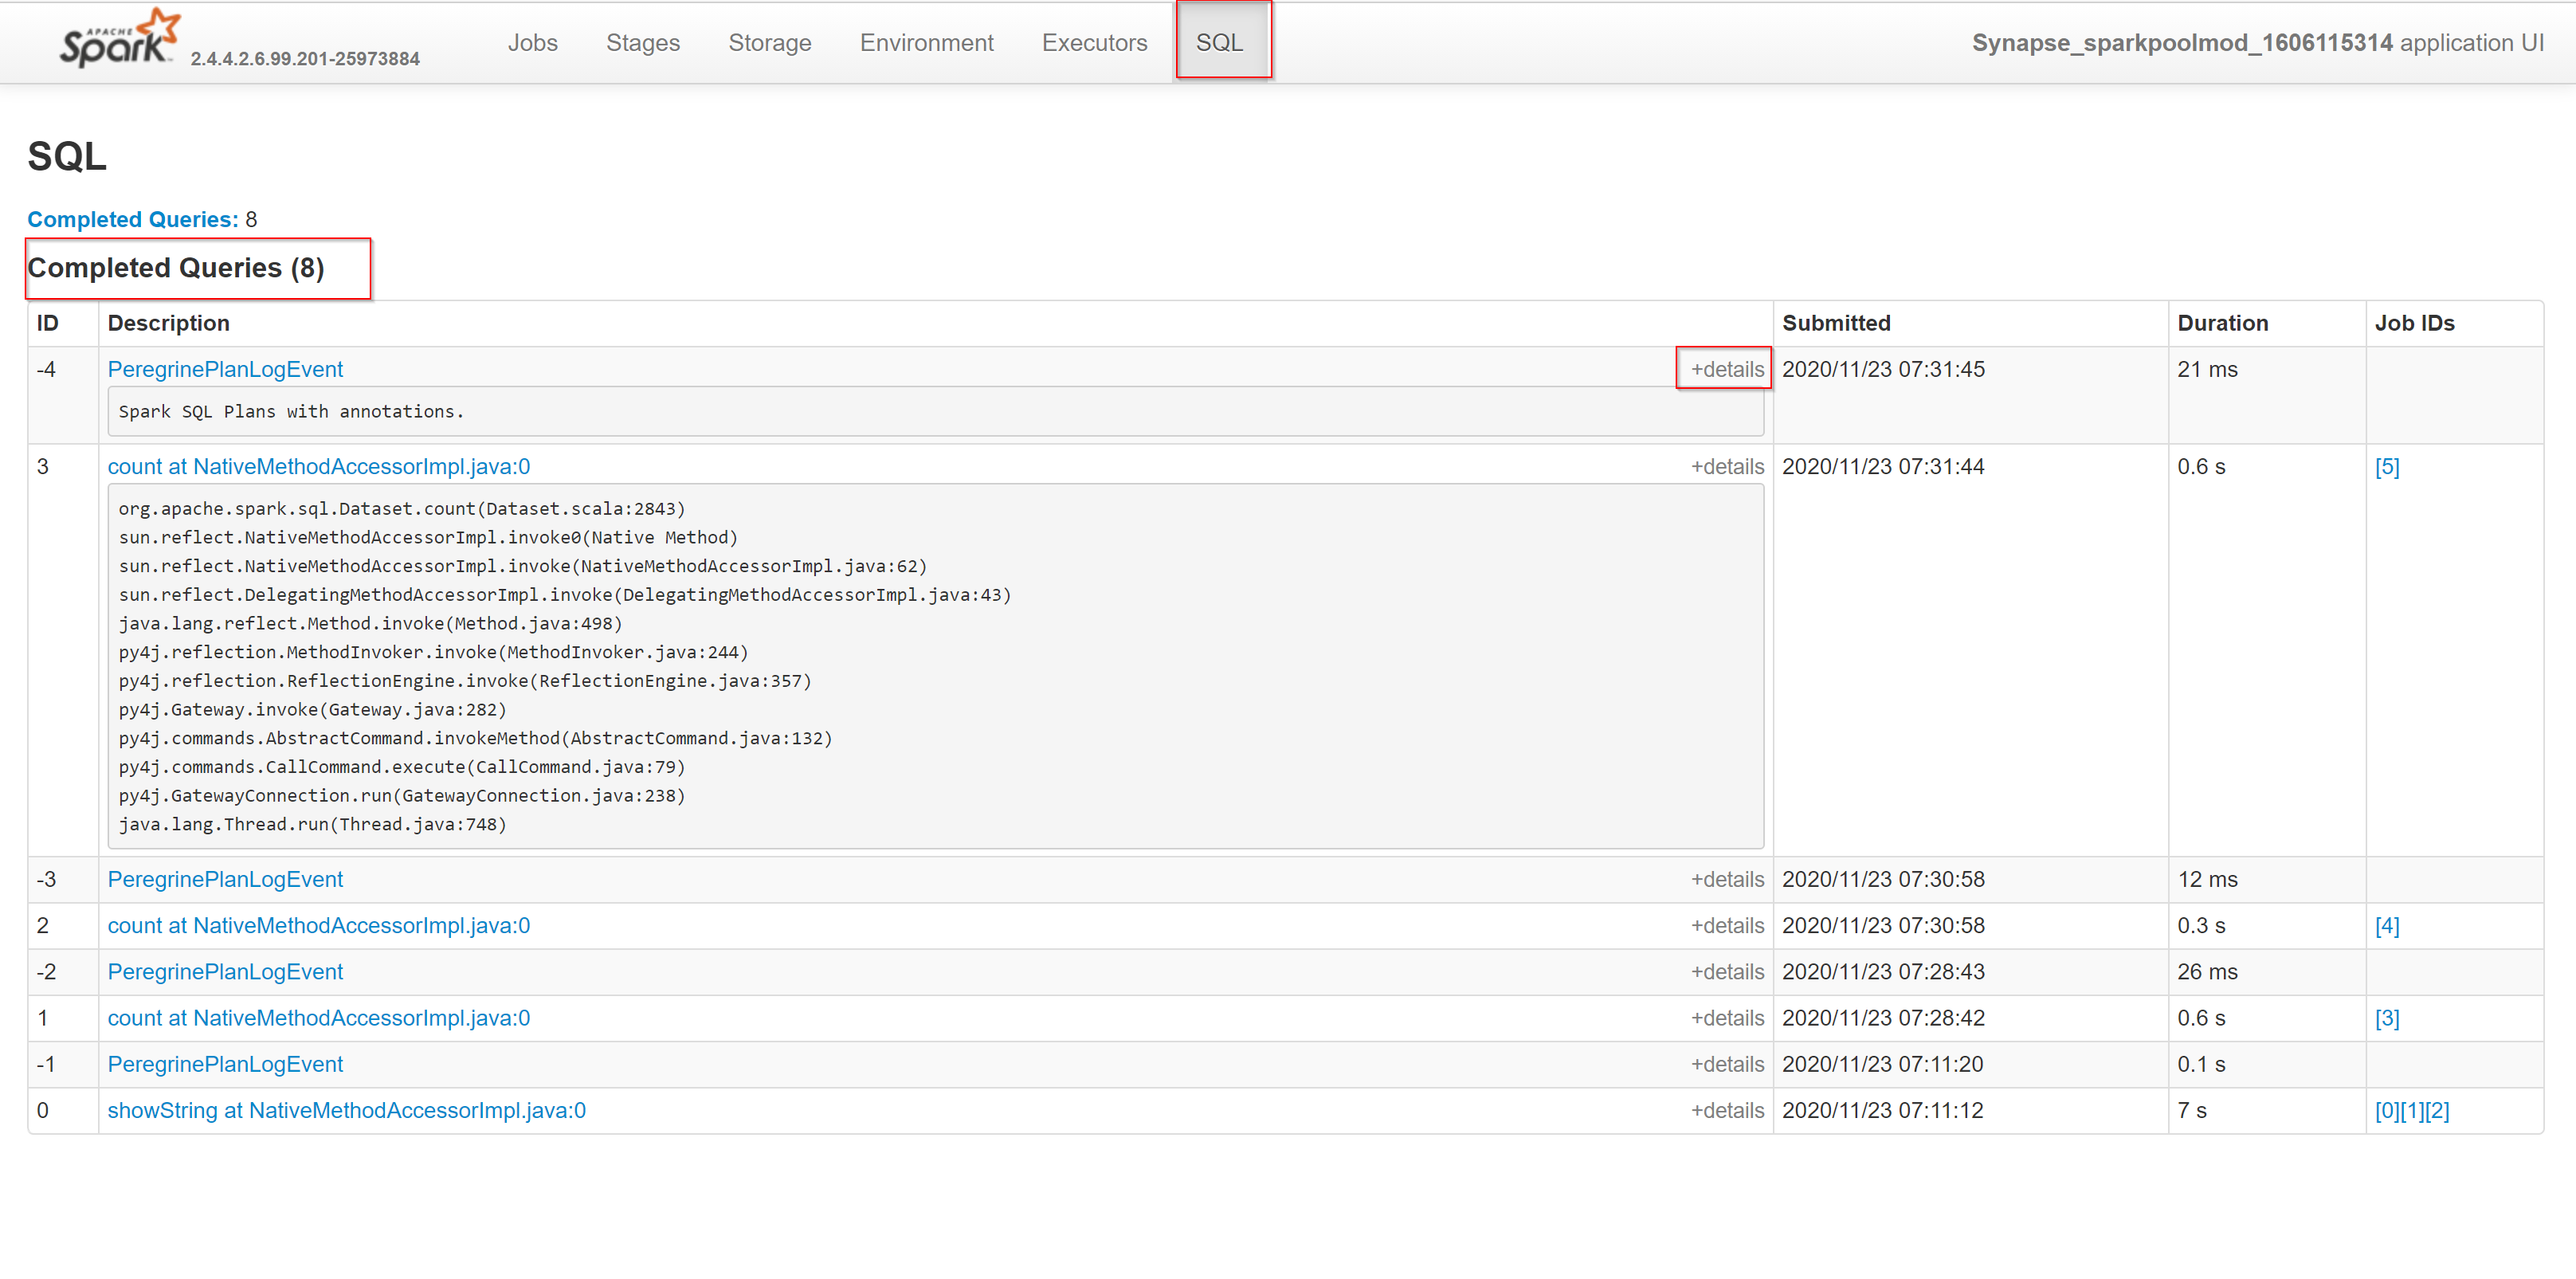 APACHE Spark 2.4.4.2.6.99.201-25973884 Jobs Stages Storage Environment Executors SQL Synapse_sparkpoolmod_1606115314 application UI
SQL
Completed Queries: 8
Completed Queries (8)
ID Description Submitted Duration Job IDs
-4 PeregrinePlanLogEvent +details 2020/11/23 07:31:45 21 ms
Spark SQL Plans with annotations.
3 count at NativeMethodAccessorImpl.java:0 +details 2020/11/23 07:31:44 0.6 s [5]
org.apache.spark.sql.Dataset.count(Dataset.scala:2843)
sun.reflect.NativeMethodAccessorImpl.invoke0(Native Method)
sun.reflect.NativeMethodAccessorImpl.invoke(NativeMethodAccessorImpl.java:62)
sun.reflect.DelegatingMethodAccessorImpl.invoke(DelegatingMethodAccessorImpl.java:43)
java.lang.reflect.Method.invoke(Method.java:498)
py4j.reflection.MethodInvoker.invoke(MethodInvoker.java:244)
py4j.reflection.ReflectionEngine.invoke(ReflectionEngine.java:357)
py4j.Gateway.invoke(Gateway.java:282)
py4j.commands.AbstractCommand.invokeMethod(AbstractCommand.java:132)
py4j.commands.CallCommand.execute(CallCommand.java:79)
py4j.GatewayConnection.run(GatewayConnection.java:238)
java.lang.Thread.run(Thread.java:748)
-3 PeregrinePlanLogEvent +details 2020/11/23 07:30:58 12 ms
2 count at NativeMethodAccessorImpl.java:0 +details 2020/11/23 07:30:58 0.3 s [4]
-2 PeregrinePlanLogEvent +details 2020/11/23 07:28:43 26 ms
1 count at NativeMethodAccessorImpl.java:0 +details 2020/11/23 07:28:42 0.6 s [3]
-1 PeregrinePlanLogEvent +details 2020/11/23 07:11:20 0.1 s
0 showString at NativeMethodAccessorImpl.java:0 +details 2020/11/23 07:11:12 7 s [0][1][2]